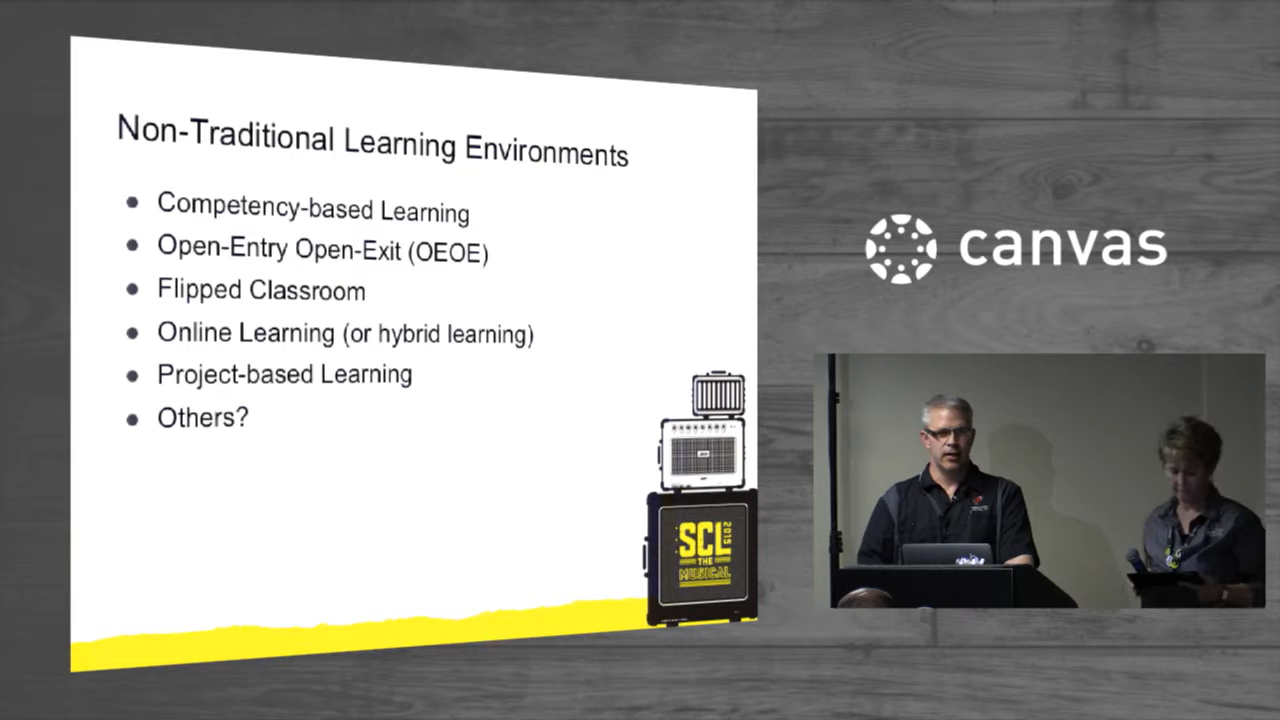 Non-Traditional Learning Environments
Competency-based Learning
Open-Entry Open-Exit (OEOE)
Flipped Classroom
Online Learning (or hybrid learning)
Project-based Learning
Others?
SCL 2015
THE
MUSICAL
canvas